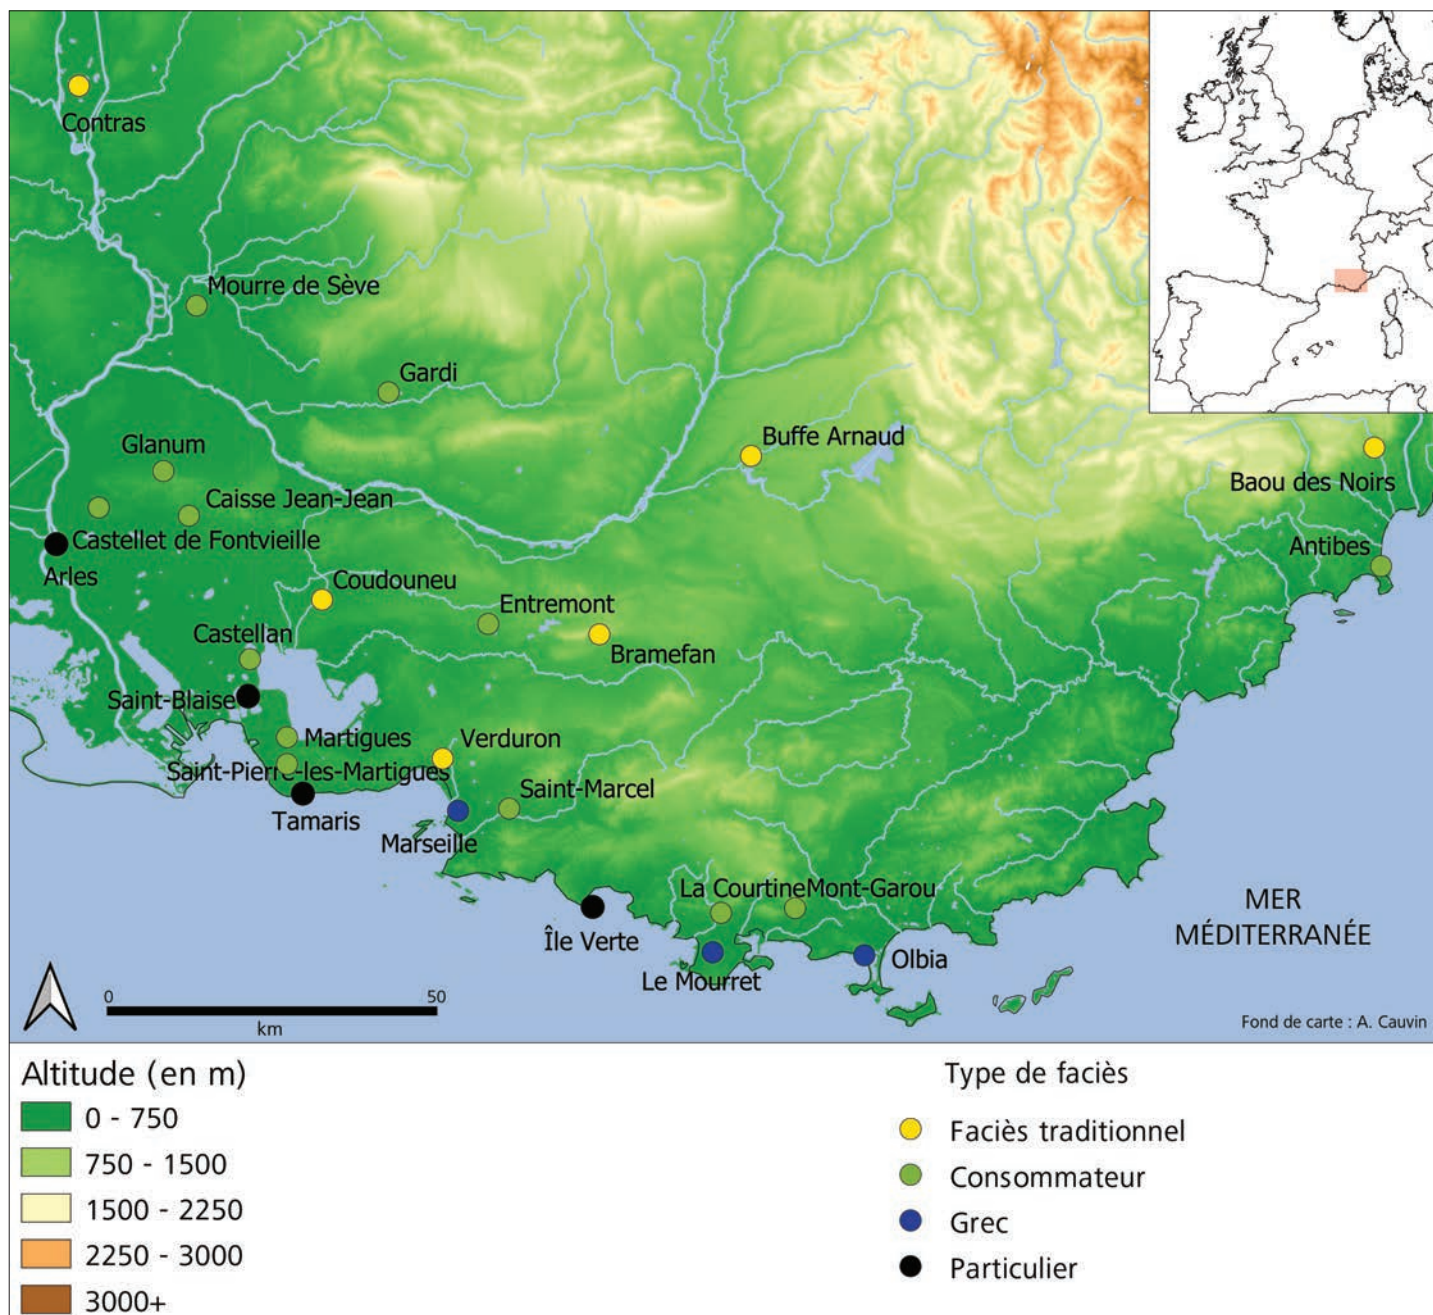 Contras
Mourre de Sève
Gardi
Buffe Arnaud
Glanum
Baou des Noirs
Caisse Jean-Jean
Castellet de Fontvieille
Antibes
Arles
Coudouneu
Entremont
Castellan
Bramefan
Saint-Blaise
Martigues
Verduron
Saint-Pierre-les-Martigues
Saint-Marcel
Tamaris
Marseille
La Courtine
Mont-Garou
MER
MÉDITERRANÉE
Île Verte
Olbia
Le Mourret
0 50
km
Fond de carte : A. Cauvin
Altitude (en m)
0 - 750
750 - 1500
1500 - 2250
2250 - 3000
3000+
Type de faciès
Faciès traditionnel
Consommateur
Grec
Particulier